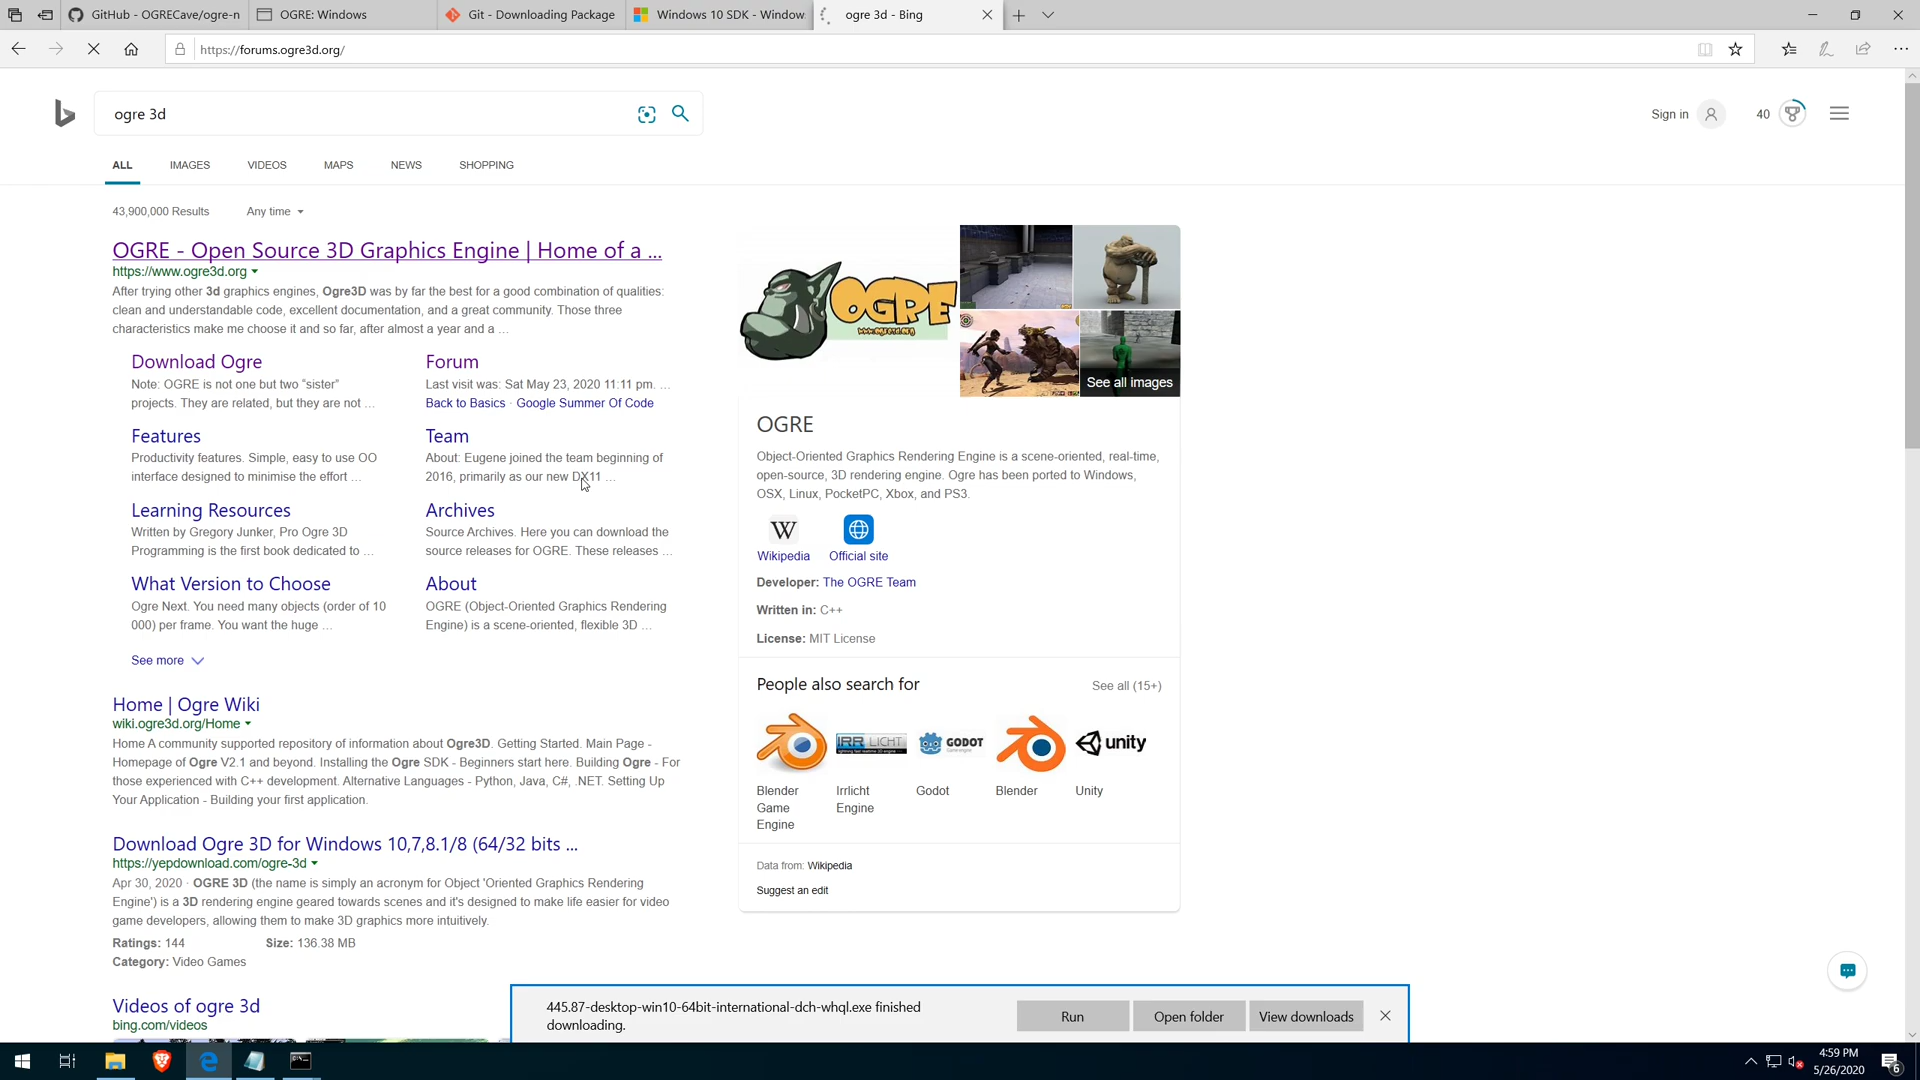 GitHub - OGRECave/ogre-n
OGRE: Windows
Git - Downloading Package
Windows 10 SDK - Window
ogre 3d - Bing
https://forums.ogre3d.org/
ogre 3d
Sign in
40
ALL
IMAGES
VIDEOS
MAPS
NEWS
SHOPPING
43,900,000 Results
Any time
OGRE - Open Source 3D Graphics Engine | Home of a ...
https://www.ogre3d.org
After trying other 3d graphics engines, Ogre3D was by far the best for a good combination of qualities:
clean and understandable code, excellent documentation, and a great community. Those three
characteristics make me choose it and so far, after almost a year and a ...
Download Ogre
Note: OGRE is not one but two “sister”
projects. They are related, but they are not ...
Forum
Last visit was: Sat May 23, 2020 11:11 pm. ...
Back to Basics · Google Summer Of Code
Features
Productivity features. Simple, easy to use OO
interface designed to minimise the effort ...
Team
About: Eugene joined the team beginning of
2016, primarily as our new DX11 ...
Learning Resources
Written by Gregory Junker, Pro Ogre 3D
Programming is the first book dedicated to ...
Archives
Source Archives. Here you can download the
source releases for OGRE. These releases ...
What Version to Choose
Ogre Next. You need many objects (order of 10
000) per frame. You want the huge ...
About
OGRE (Object-Oriented Graphics Rendering
Engine) is a scene-oriented, flexible 3D ...
See more
Home | Ogre Wiki
wiki.ogre3d.org/Home
Home A community supported repository of information about Ogre3D. Getting Started. Main Page -
Homepage of Ogre V2.1 and beyond. Installing the Ogre SDK - Beginners start here. Building Ogre - For
those experienced with C++ development. Alternative Languages - Python, Java, C#, .NET. Setting Up
Your Application - Building your first application.
Download Ogre 3D for Windows 10,7,8.1/8 (64/32 bits ...
https://yepdownload.com/ogre-3d
Apr 30, 2020 · OGRE 3D (the name is simply an acronym for Object 'Oriented Graphics Rendering
Engine') is a 3D rendering engine geared towards scenes and it's designed to make life easier for video
game developers, allowing them to make 3D graphics more intuitively.
Ratings: 144
Size: 136.38 MB
Category: Video Games
Videos of ogre 3d
bing.com/videos
OGRE
www.ogre3d.org
See all images
OGRE
Object-Oriented Graphics Rendering Engine is a scene-oriented, real-time,
open-source, 3D rendering engine. Ogre has been ported to Windows,
OSX, Linux, PocketPC, Xbox, and PS3.
W
Wikipedia
Official site
Developer: The OGRE Team
Written in: C++
License: MIT License
People also search for
See all (15+)
IRRLICHT
GODOT
unity
Blender
Game
Engine
Irrlicht
Engine
Godot
Blender
Unity
Data from: Wikipedia
Suggest an edit
445.87-desktop-win10-64bit-international-dch-whql.exe finished
downloading.
Run
Open folder
View downloads
4:59 PM
5/26/2020
6